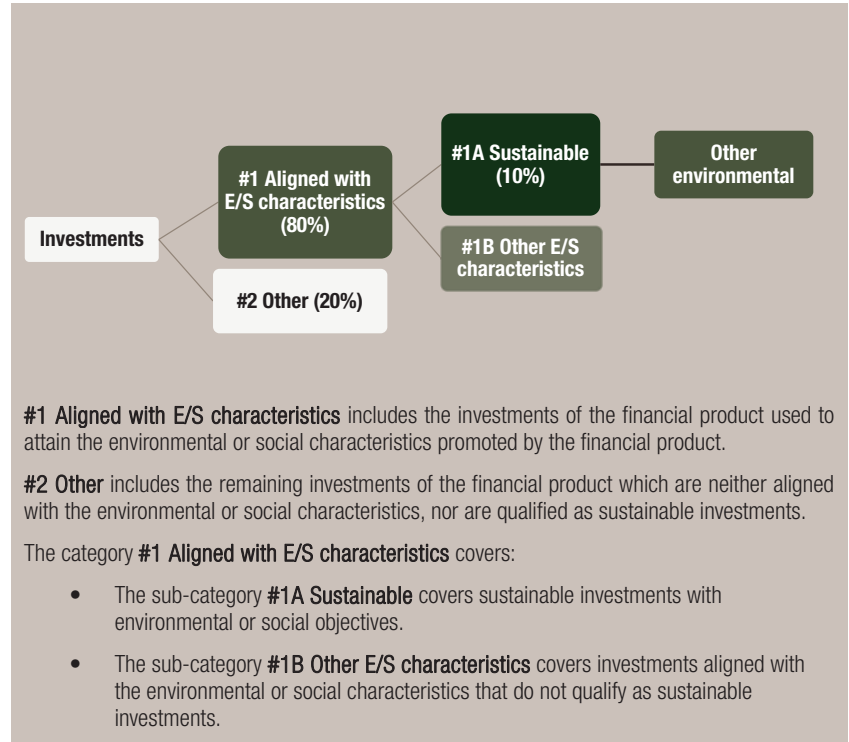 #1A Sustainable
(10%)
Other
environmental
#1 Aligned with
E/S characteristics
(80%)
Investments
#1B Other E/S
characteristics
#2 Other (20%)
#1 Aligned with E/S characteristics includes the investments of the financial product used to
attain the environmental or social characteristics promoted by the financial product.
#2 Other includes the remaining investments of the financial product which are neither aligned
with the environmental or social characteristics, nor are qualified as sustainable investments.
The category #1 Aligned with E/S characteristics covers:
• The sub-category #1A Sustainable covers sustainable investments with
environmental or social objectives.
• The sub-category #1B Other E/S characteristics covers investments aligned with
the environmental or social characteristics that do not qualify as sustainable
investments.